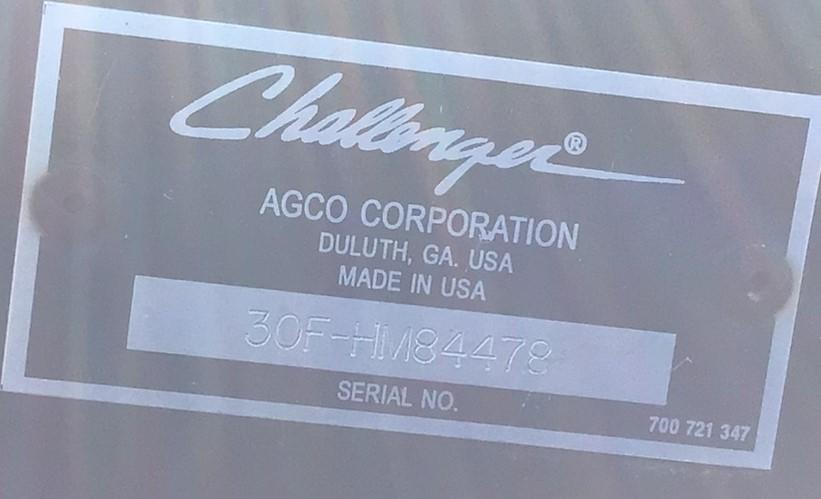 Challenger®
AGCO CORPORATION
DULUTH, GA. USA
MADE IN USA
30F-HM84478
SERIAL NO.
700 721 347